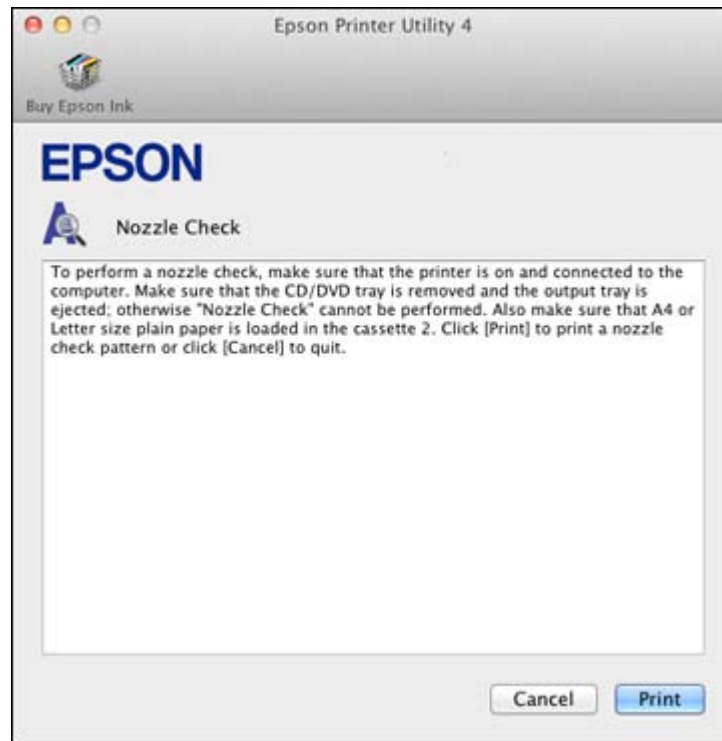 Epson Printer Utility 4
Buy Epson Ink
EPSON
Nozzle Check
To perform a nozzle check, make sure that the printer is on and connected to the
computer. Make sure that the CD/DVD tray is removed and the output tray is
ejected; otherwise "Nozzle Check" cannot be performed. Also make sure that A4 or
Letter size plain paper is loaded in the cassette 2. Click [Print] to print a nozzle
check pattern or click [Cancel] to quit.
Cancel
Print